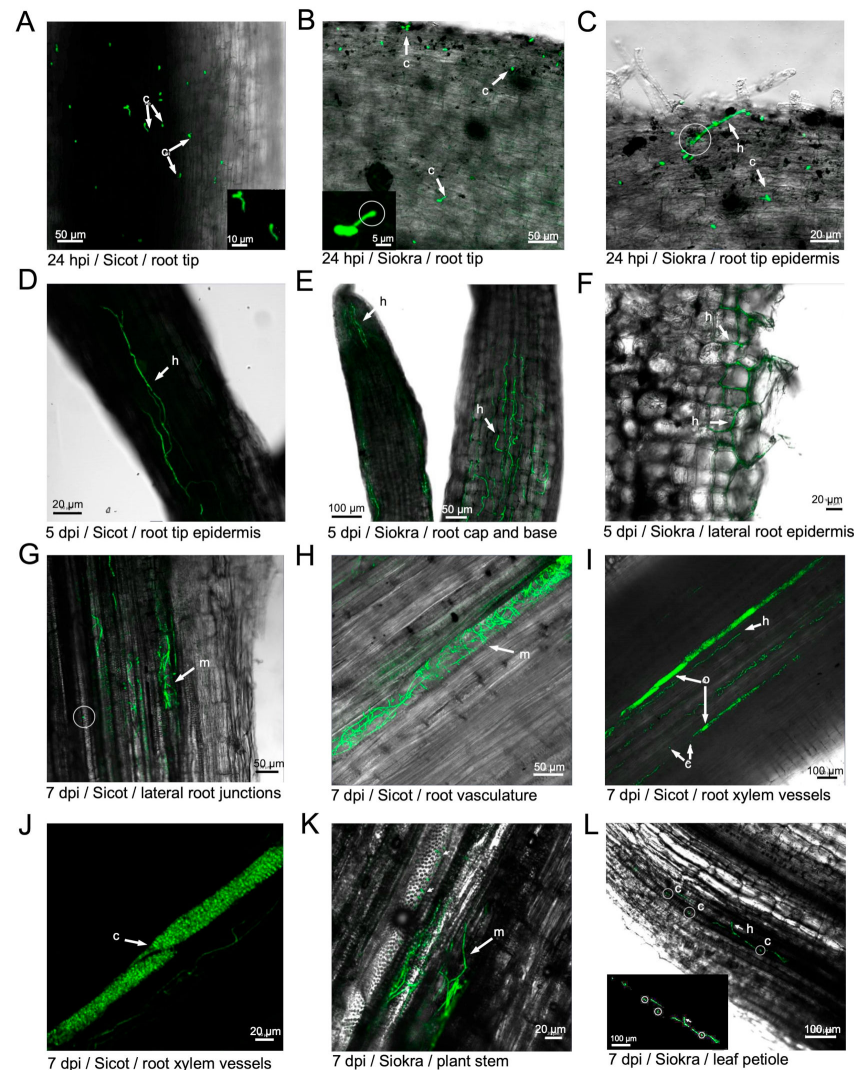 A
c
c
50 µm
10 µm
24 hpi / Sicot / root tip
B
c
c
c
5 µm
50 µm
24 hpi / Siokra / root tip
C
h
c
20 µm
24 hpi / Siokra / root tip epidermis
D
h
20 µm
5 dpi / Sicot / root tip epidermis
E
h
h
100 µm
50 µm
5 dpi / Siokra / root cap and base
F
h
h
20 µm
5 dpi / Siokra / lateral root epidermis
G
m
50 µm
7 dpi / Sicot / lateral root junctions
H
m
50 µm
7 dpi / Sicot / root vasculature
I
h
o
c
100 µm
7 dpi / Sicot / root xylem vessels
J
c
20 µm
7 dpi / Sicot / root xylem vessels
K
m
20 µm
7 dpi / Siokra / plant stem
L
c
c
h
c
100 µm
100 µm
7 dpi / Siokra / leaf petiole